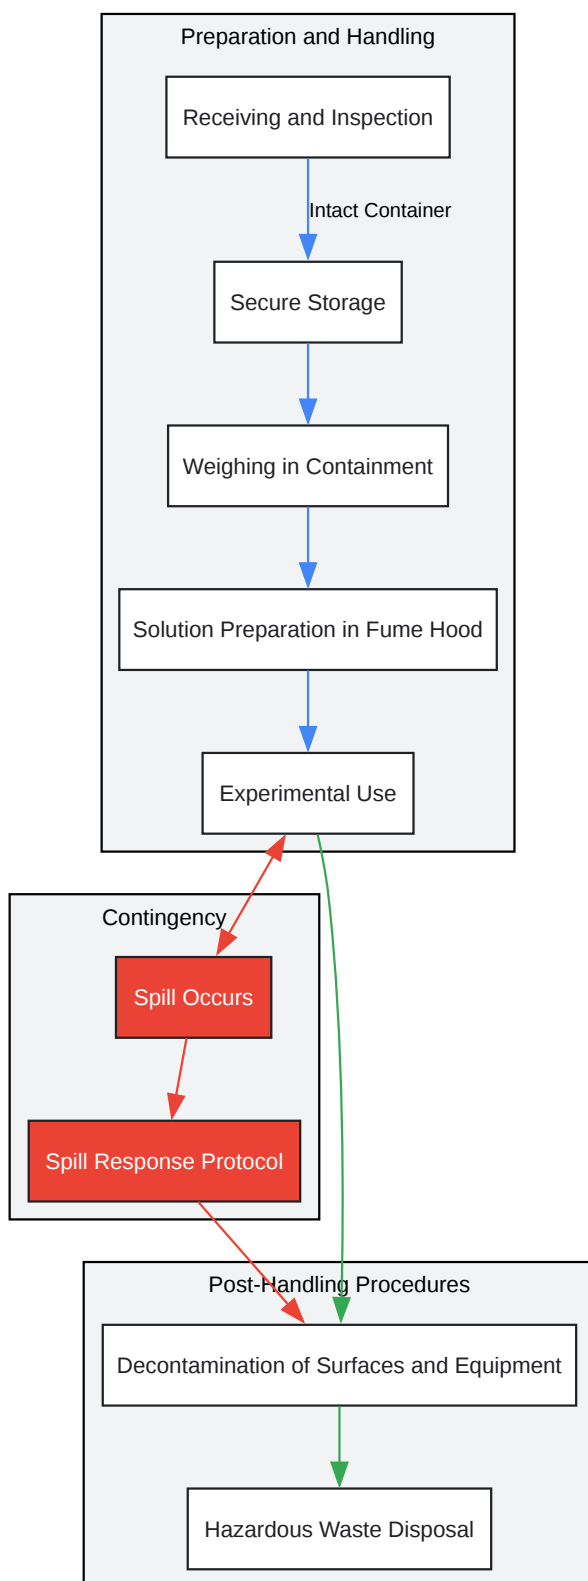 Preparation and Handling
Receiving and Inspection
Intact Container
Secure Storage
Weighing in Containment
Solution Preparation in Fume Hood
Experimental Use
Contingency
Spill Occurs
Spill Response Protocol
Post-Handling Procedures
Decontamination of Surfaces and Equipment
Hazardous Waste Disposal